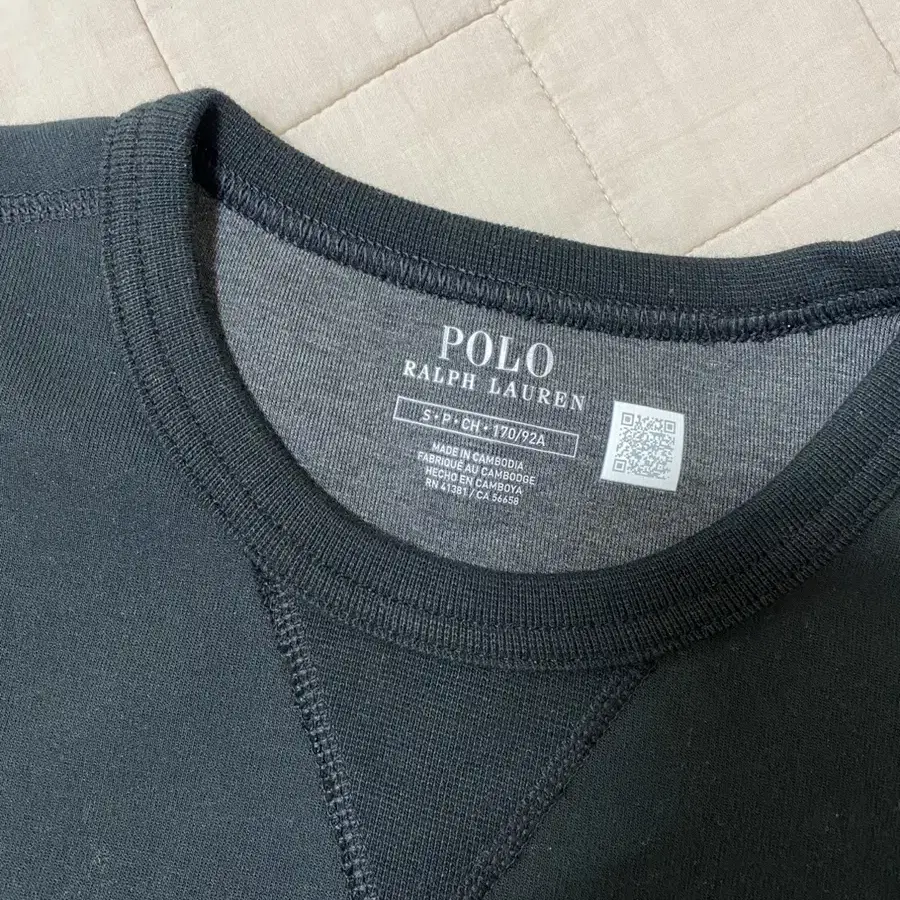 POLO
RALPH LAUREN
S•P•CH•170/92A
MADE IN CAMBODIA
FABRIQUÉ AU CAMBODGE
HECHO EN CAMBOYA
RN 41381 / CA 56658